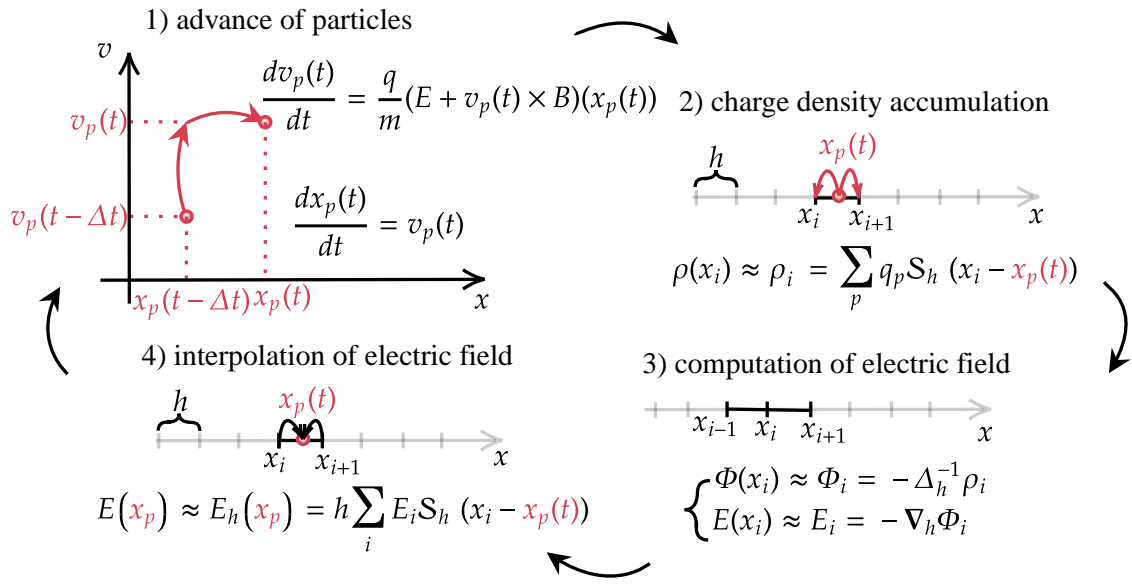 1) advance of particles
v
dv_p(t)/dt = q/m (E + v_p(t) × B)(x_p(t))
v_p(t)
v_p(t − Δt)
dx_p(t)/dt = v_p(t)
x_p(t − Δt) x_p(t)
x
2) charge density accumulation
h
x_p(t)
x_i x_{i+1}
x
ρ(x_i) ≈ ρ_i = ∑_p q_p S_h (x_i − x_p(t))
3) computation of electric field
x_{i−1} x_i x_{i+1}
x
Φ(x_i) ≈ Φ_i = −Δ_h^{−1} ρ_i
E(x_i) ≈ E_i = −∇_h Φ_i
4) interpolation of electric field
h
x_p(t)
x_i x_{i+1}
x
E(x_p) ≈ E_h(x_p) = h ∑_i E_i S_h (x_i − x_p(t))